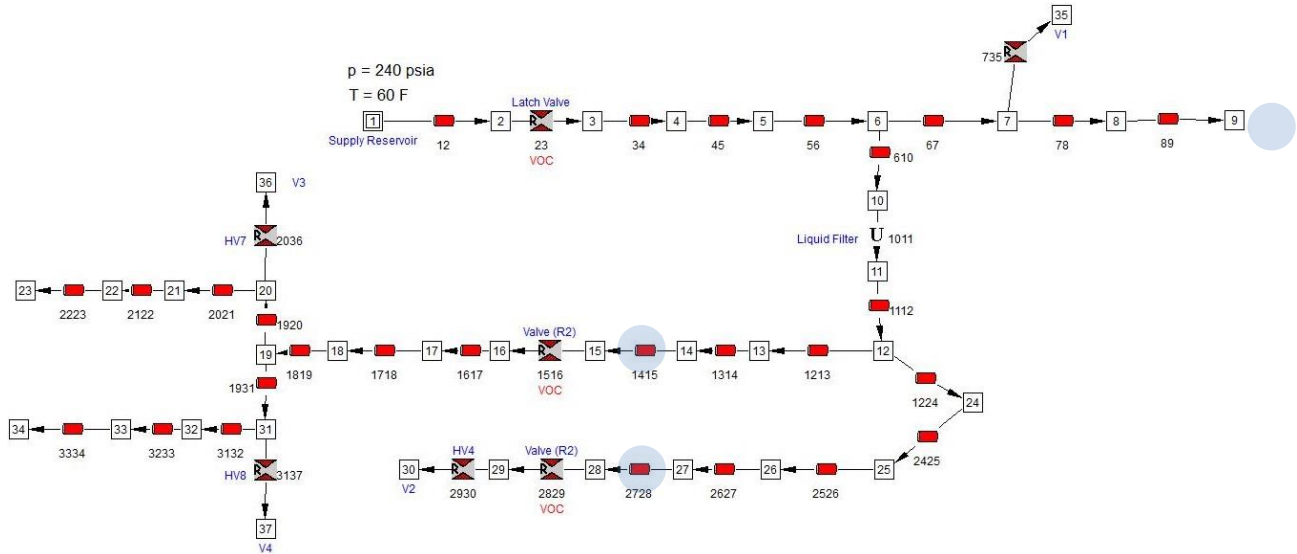 35
V1
735
p = 240 psia
T = 60 F
Latch Valve
1 2 R 3 4 5 6 7 8 9
Supply Reservoir
12 23 34 45 56 67 78 89
VOC
610
36 V3
10
HV7 R 2036
Liquid Filter U 1011
11
23 22 21 20
2223 2122 2021
1112
1920
Valve (R2)
19 18 17 16 R 15 14 13 12
1819 1718 1617 1516 1415 1314 1213
VOC
1931
1224
24
34 33 32 31
3334 3233 3132
2425
HV4 Valve (R2)
30 R 29 R 28 27 26 25
V2
2930 2829 2728 2627 2526
VOC
HV8 R 3137
37
V4